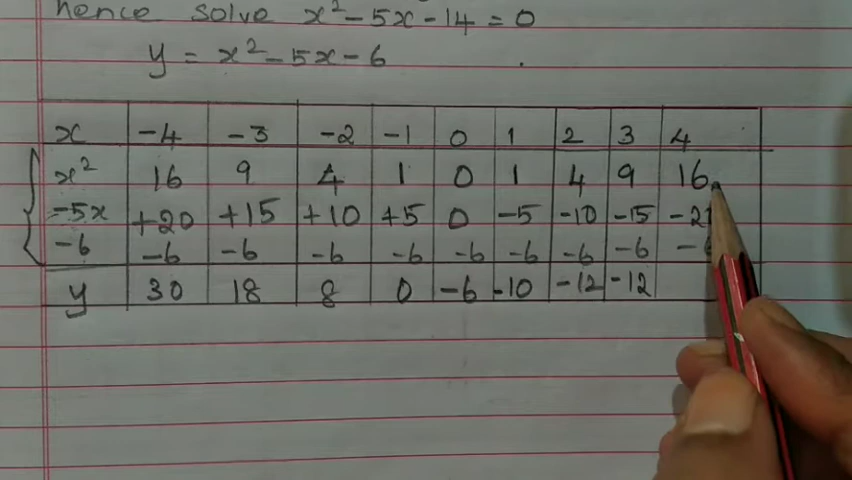 hence solve x² - 5x - 14 = 0
y = x² - 5x - 6
x -4 -3 -2 -1 0 1 2 3 4
x² 16 9 4 1 0 1 4 9 16
-5x +20 +15 +10 +5 0 -5 -10 -15
-6 -6 -6 -6 -6 -6 -6 -6 -6
y 30 18 8 0 -6 -10 -12 -12